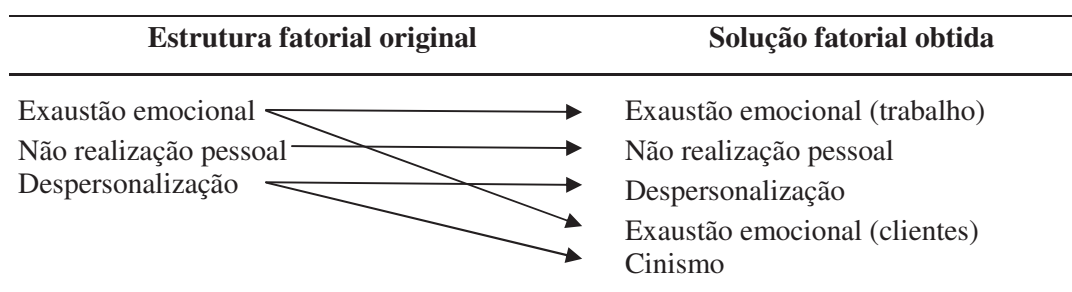 Estrutura fatorial original
Solução fatorial obtida
Exaustão emocional
Exaustão emocional (trabalho)
Não realização pessoal
Não realização pessoal
Despersonalização
Despersonalização
Exaustão emocional (clientes)
Cinismo